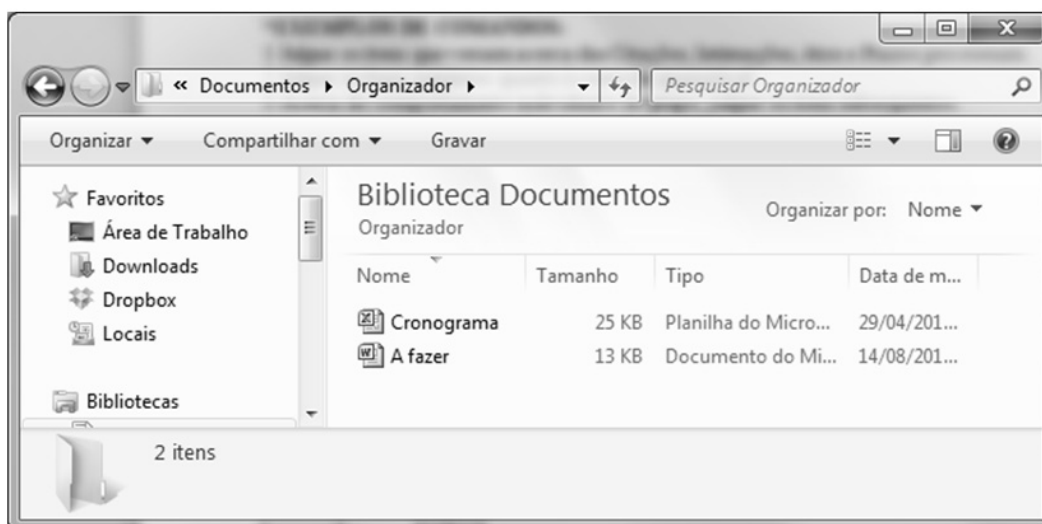 « Documentos ▸ Organizador ▸
Pesquisar Organizador
Organizar
Compartilhar com
Gravar
Favoritos
Área de Trabalho
Downloads
Dropbox
Locais
Bibliotecas
Biblioteca Documentos
Organizador
Organizar por: Nome
Nome Tamanho Tipo Data de m...
Cronograma 25 KB Planilha do Micro... 29/04/201...
A fazer 13 KB Documento do Mi... 14/08/201...
2 itens